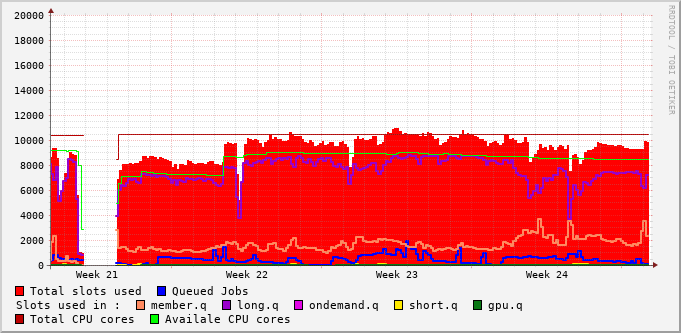 20000
18000
16000
14000
12000
10000
8000
6000
4000
2000
0
Week 21 Week 22 Week 23 Week 24
Total slots used Queued Jobs
Slots used in : member.q long.q ondemand.q short.q gpu.q
Total CPU cores Availale CPU cores
RRDTOOL / TOBI OETIKER